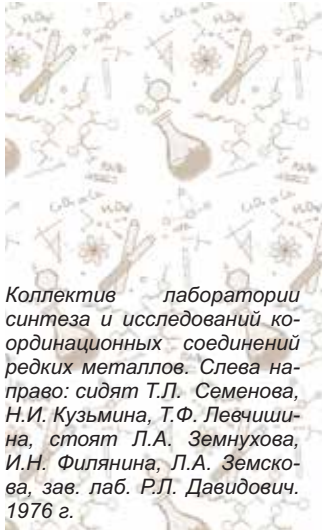 Коллектив лаборатории
синтеза и исследований ко-
ординационных соединений
редких металлов. Слева на-
право: сидят Т.Л. Семенова,
Н.И. Кузьмина, Т.Ф. Левчиши-
на, стоят Л.А. Земнухова,
И.Н. Филянина, Л.А. Земско-
ва, зав. лаб. Р.Л. Давидович.
1976 г.